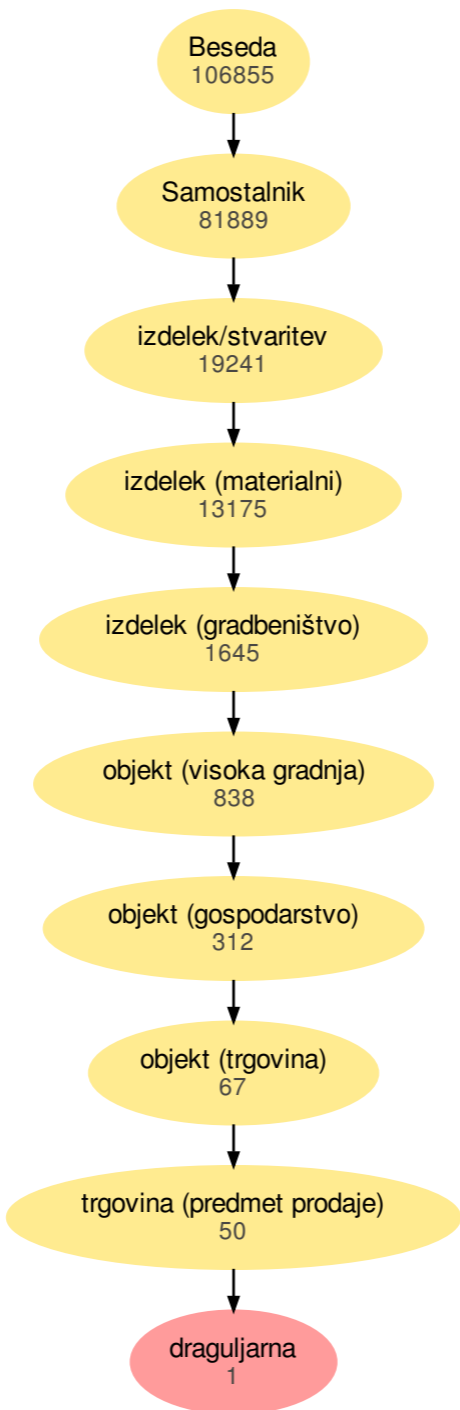 Beseda
106855
Samostalnik
81889
izdelek/stvaritev
19241
izdelek (materialni)
13175
izdelek (gradbeništvo)
1645
objekt (visoka gradnja)
838
objekt (gospodarstvo)
312
objekt (trgovina)
67
trgovina (predmet prodaje)
50
draguljarna
1